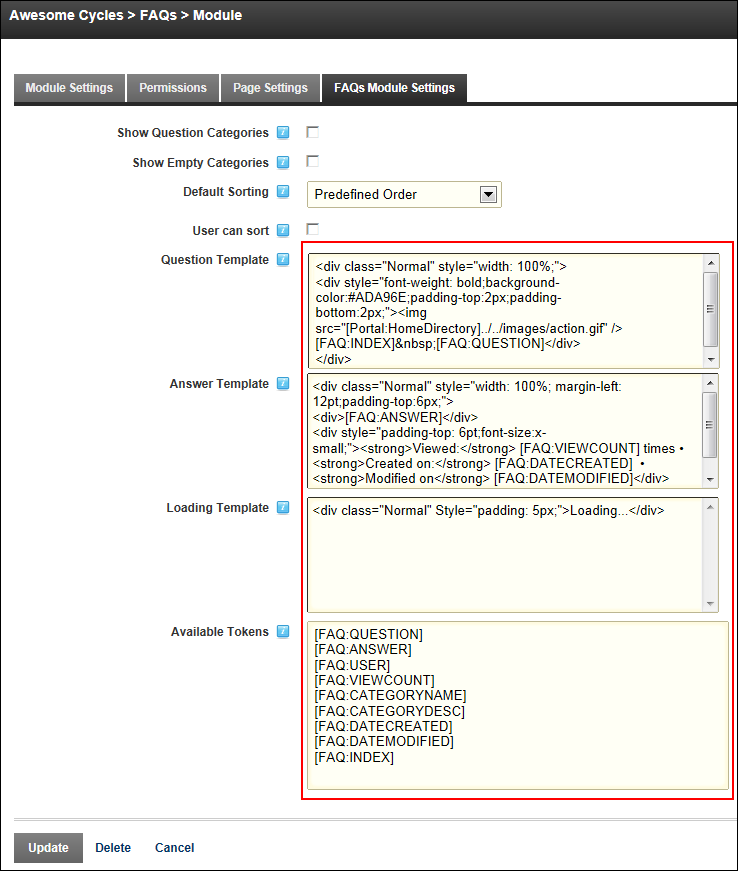 Awesome Cycles > FAQs > Module
Module Settings Permissions Page Settings FAQs Module Settings
Show Question Categories
Show Empty Categories
Default Sorting Predefined Order
User can sort
Question Template
<div class="Normal" style="width: 100%;">
<div style="font-weight: bold;background-
color:#ADA96E;padding-top:2px;padding-
bottom:2px;"><img
src="[Portal:HomeDirectory]../../images/action.gif" />
[FAQ:INDEX]&nbsp;[FAQ:QUESTION]</div>
</div>
Answer Template
<div class="Normal" style="width: 100%; margin-left:
12pt;padding-top:6px;">
<div>[FAQ:ANSWER]</div>
<div style="padding-top: 6pt;font-size:x-
small;"><strong>Viewed:</strong> [FAQ:VIEWCOUNT] times •
<strong>Created on:</strong> [FAQ:DATECREATED] •
<strong>Modified on</strong> [FAQ:DATEMODIFIED]</div>
Loading Template
<div class="Normal" Style="padding: 5px;">Loading...</div>
Available Tokens
[FAQ:QUESTION]
[FAQ:ANSWER]
[FAQ:USER]
[FAQ:VIEWCOUNT]
[FAQ:CATEGORYNAME]
[FAQ:CATEGORYDESC]
[FAQ:DATECREATED]
[FAQ:DATEMODIFIED]
[FAQ:INDEX]
Update Delete Cancel